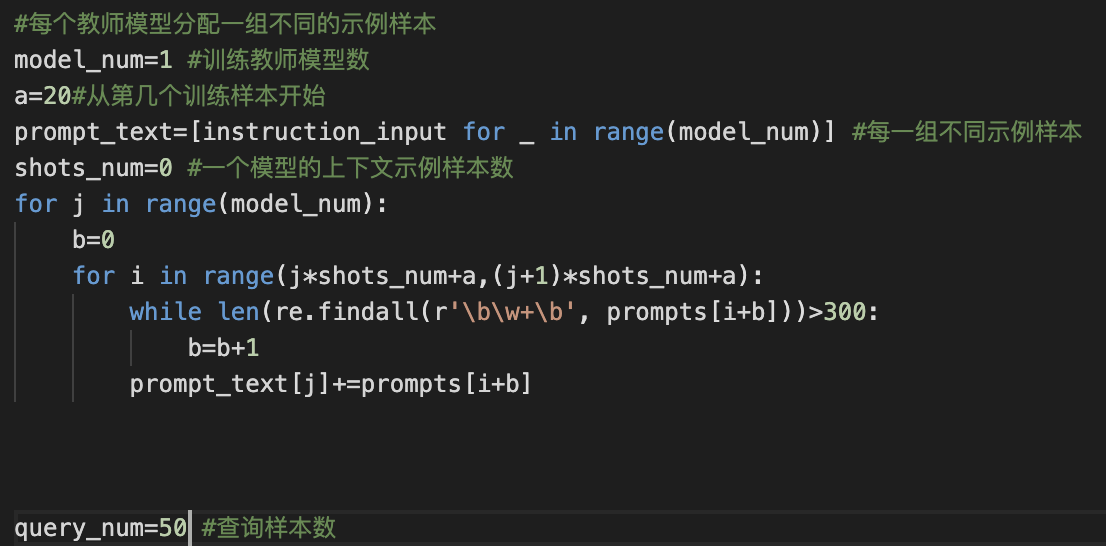 #每个教师模型分配一组不同的示例样本
model_num=1 #训练教师模型数
a=20#从第几个训练样本开始
prompt_text=[instruction_input for _ in range(model_num)] #每一组不同示例样本
shots_num=0 #一个模型的上下文示例样本数
for j in range(model_num):
    b=0
    for i in range(j*shots_num+a,(j+1)*shots_num+a):
        while len(re.findall(r'\b\w+\b', prompts[i+b]))>300:
            b=b+1
        prompt_text[j]+=prompts[i+b]
query_num=50 #查询样本数